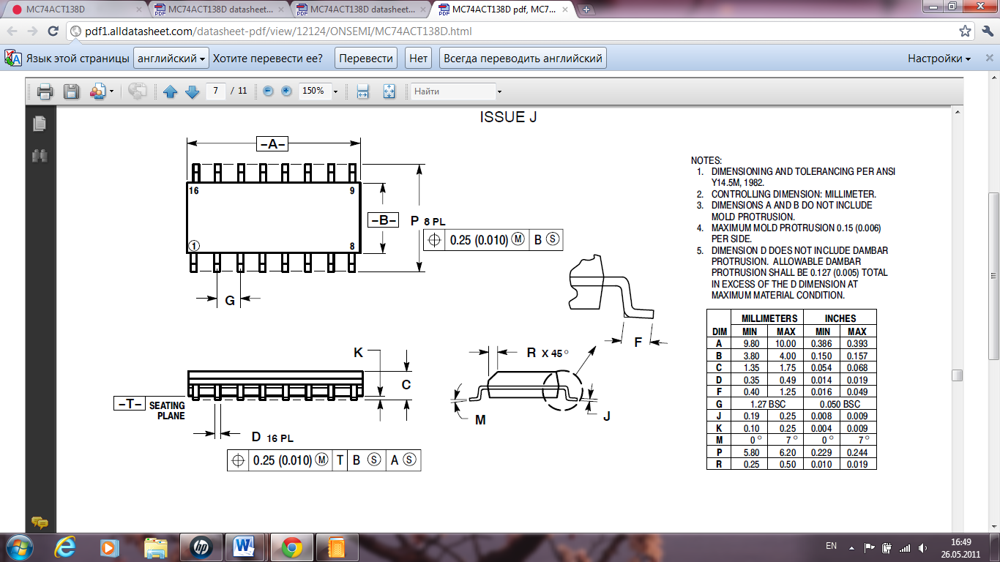 MC74ACT138D
MC74ACT138D datasheet...
MC74ACT138D datasheet...
MC74ACT138D pdf, MC7...
pdf1.alldatasheet.com/datasheet-pdf/view/12124/ONSEMI/MC74ACT138D.html
Язык этой страницы английский Хотите перевести ее? Перевести Нет Всегда переводить английский Настройки
7 / 11 150% Найти
ISSUE J
–A–
16 9
–B–
P 8 PL
0.25 (0.010) M B S
1 8
G
F
K
C
R X 45°
–T– SEATING
PLANE
M
J
D 16 PL
0.25 (0.010) M T B S A S
NOTES:
1. DIMENSIONING AND TOLERANCING PER ANSI
Y14.5M, 1982.
2. CONTROLLING DIMENSION: MILLIMETER.
3. DIMENSIONS A AND B DO NOT INCLUDE
MOLD PROTRUSION.
4. MAXIMUM MOLD PROTRUSION 0.15 (0.006)
PER SIDE.
5. DIMENSION D DOES NOT INCLUDE DAMBAR
PROTRUSION. ALLOWABLE DAMBAR
PROTRUSION SHALL BE 0.127 (0.005) TOTAL
IN EXCESS OF THE D DIMENSION AT
MAXIMUM MATERIAL CONDITION.
MILLIMETERS INCHES
DIM MIN MAX MIN MAX
A 9.80 10.00 0.386 0.393
B 3.80 4.00 0.150 0.157
C 1.35 1.75 0.054 0.068
D 0.35 0.49 0.014 0.019
F 0.40 1.25 0.016 0.049
G 1.27 BSC 0.050 BSC
J 0.19 0.25 0.008 0.009
K 0.10 0.25 0.004 0.009
M 0° 7° 0° 7°
P 5.80 6.20 0.229 0.244
R 0.25 0.50 0.010 0.019
EN
16:49
26.05.2011